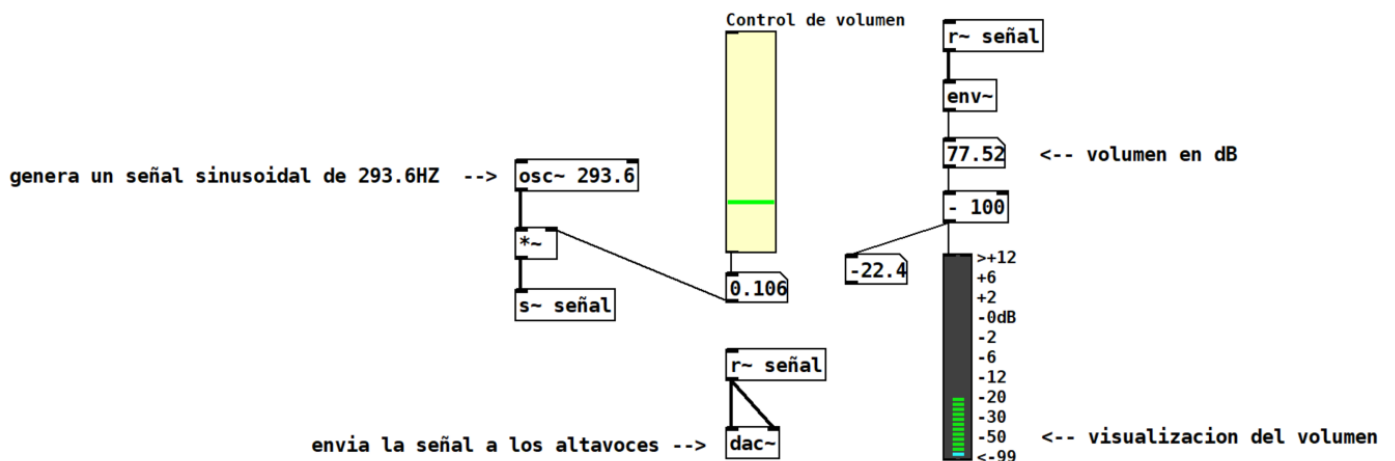 Control de volumen
r~ señal
env~
77.52
<-- volumen en dB
genera un señal sinusoidal de 293.6HZ -->
osc~ 293.6
- 100
*~
>+12
+6
+2
-0dB
-2
-6
-12
-20
-30
-50
<-99
-22.4
0.106
s~ señal
r~ señal
envia la señal a los altavoces -->
dac~
<-- visualizacion del volumen